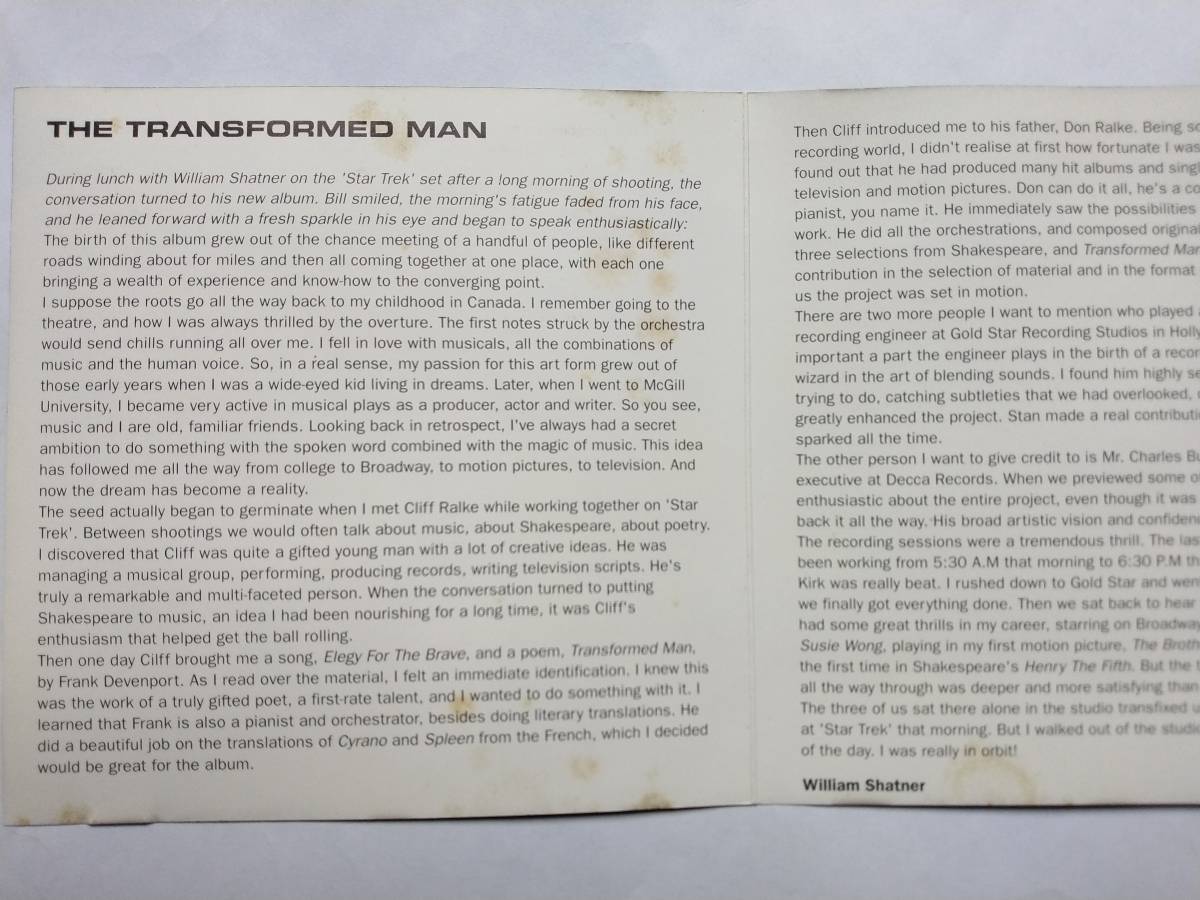 THE TRANSFORMED MAN
During lunch with William Shatner on the 'Star Trek' set after a long morning of shooting, the
conversation turned to his new album. Bill smiled, the morning's fatigue faded from his face,
and he leaned forward with a fresh sparkle in his eye and began to speak enthusiastically:
The birth of this album grew out of the chance meeting of a handful of people, like different
roads winding about for miles and then all coming together at one place, with each one
bringing a wealth of experience and know-how to the converging point.
I suppose the roots go all the way back to my childhood in Canada. I remember going to the
theatre, and how I was always thrilled by the overture. The first notes struck by the orchestra
would send chills running all over me. I fell in love with musicals, all the combinations of
music and the human voice. So, in a real sense, my passion for this art form grew out of
those early years when I was a wide-eyed kid living in dreams. Later, when I went to McGill
University, I became very active in musical plays as a producer, actor and writer. So you see,
music and I are old, familiar friends. Looking back in retrospect, I've always had a secret
ambition to do something with the spoken word combined with the magic of music. This idea
has followed me all the way from college to Broadway, to motion pictures, to television. And
now the dream has become a reality.
The seed actually began to germinate when I met Cliff Ralke while working together on 'Star
Trek'. Between shootings we would often talk about music, about Shakespeare, about poetry.
I discovered that Cliff was quite a gifted young man with a lot of creative ideas. He was
managing a musical group, performing, producing records, writing television scripts. He's
truly a remarkable and multi-faceted person. When the conversation turned to putting
Shakespeare to music, an idea I had been nourishing for a long time, it was Cliff's
enthusiasm that helped get the ball rolling.
Then one day Cilff brought me a song, Elegy For The Brave, and a poem, Transformed Man,
by Frank Devenport. As I read over the material, I felt an immediate identification. I knew this
was the work of a truly gifted poet, a first-rate talent, and I wanted to do something with it. I
learned that Frank is also a pianist and orchestrator, besides doing literary translations. He
did a beautiful job on the translations of Cyrano and Spleen from the French, which I decided
would be great for the album.
Then Cliff introduced me to his father, Don Ralke. Being
recording world, I didn't realise at first how fortunate I was
found out that he had produced many hit albums and
television and motion pictures. Don can do it all, he's a
pianist, you name it. He immediately saw the possibilities
work. He did all the orchestrations, and composed original
three selections from Shakespeare, and Transformed Man
contribution in the selection of material and in the format
us the project was set in motion.
There are two more people I want to mention who played
recording engineer at Gold Star Recording Studios in
important a part the engineer plays in the birth of a
wizard in the art of blending sounds. I found him highly
trying to do, catching subtleties that we had overlooked,
greatly enhanced the project. Stan made a real
sparked all the time.
The other person I want to give credit to is Mr. Charles
executive at Decca Records. When we previewed some
enthusiastic about the entire project, even though it was
back it all the way. His broad artistic vision and
The recording sessions were a tremendous thrill. The
been working from 5:30 A.M that morning to 6:30 P.M
Kirk was really beat. I rushed down to Gold Star and
we finally got everything done. Then we sat back to hear
had some great thrills in my career, starring on Broadway
Susie Wong, playing in my first motion picture, The
the first time in Shakespeare's Henry The Fifth. But the
all the way through was deeper and more satisfying than
The three of us sat there alone in the studio transfixed
at 'Star Trek' that morning. But I walked out of the
of the day. I was really in orbit!
William Shatner